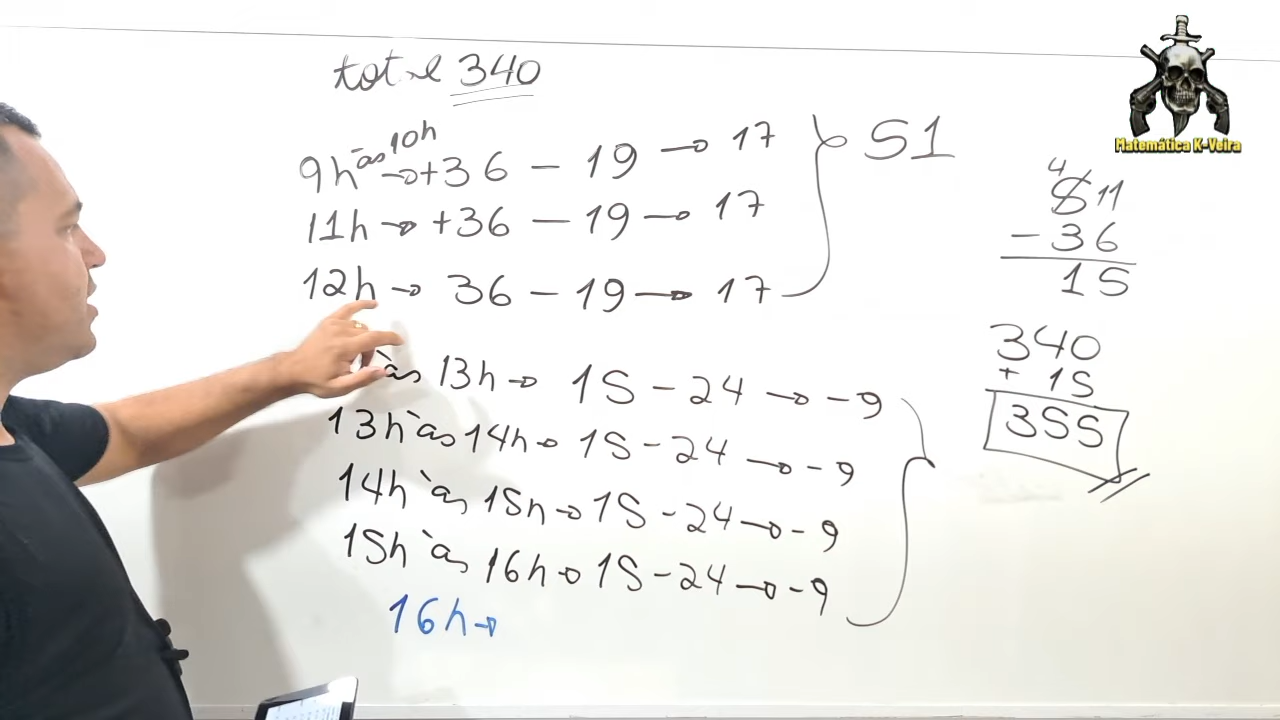 total 340
9h às 10h → +36 - 19 → 17
11h → +36 - 19 → 17
12h → 36 - 19 → 17
51
às 13h → 15 - 24 → -9
13h às 14h → 15 - 24 → -9
14h às 15h → 15 - 24 → -9
15h às 16h → 15 - 24 → -9
16h →
4
5 11
- 36
15
340
+ 15
355
Matemática K-Veira